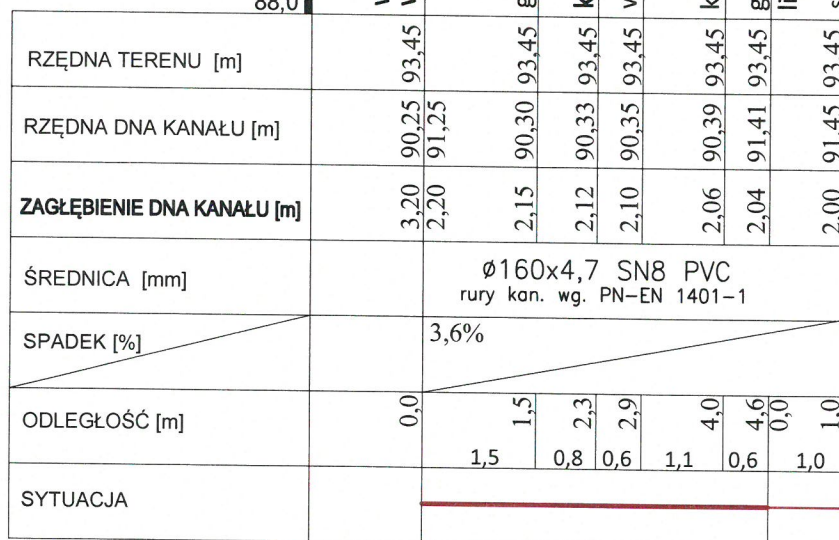 88,0
RZĘDNA TERENU [m] 93,45 93,45 93,45 93,45 93,45 93,45 93,45
RZĘDNA DNA KANAŁU [m] 90,25 91,25 90,30 90,33 90,35 90,39 91,41 91,45
ZAGŁĘBIENIE DNA KANAŁU [m] 3,20 2,20 2,15 2,12 2,10 2,06 2,04 2,00
ŚREDNICA [mm] Ø160x4,7 SN8 PVC
rury kan. wg. PN-EN 1401-1
SPADEK [%] 3,6%
ODLEGŁOŚĆ [m] 0,0 1,5 2,3 2,9 4,0 4,6 0,0 1,0
1,5 0,8 0,6 1,1 0,6 1,0
SYTUACJA